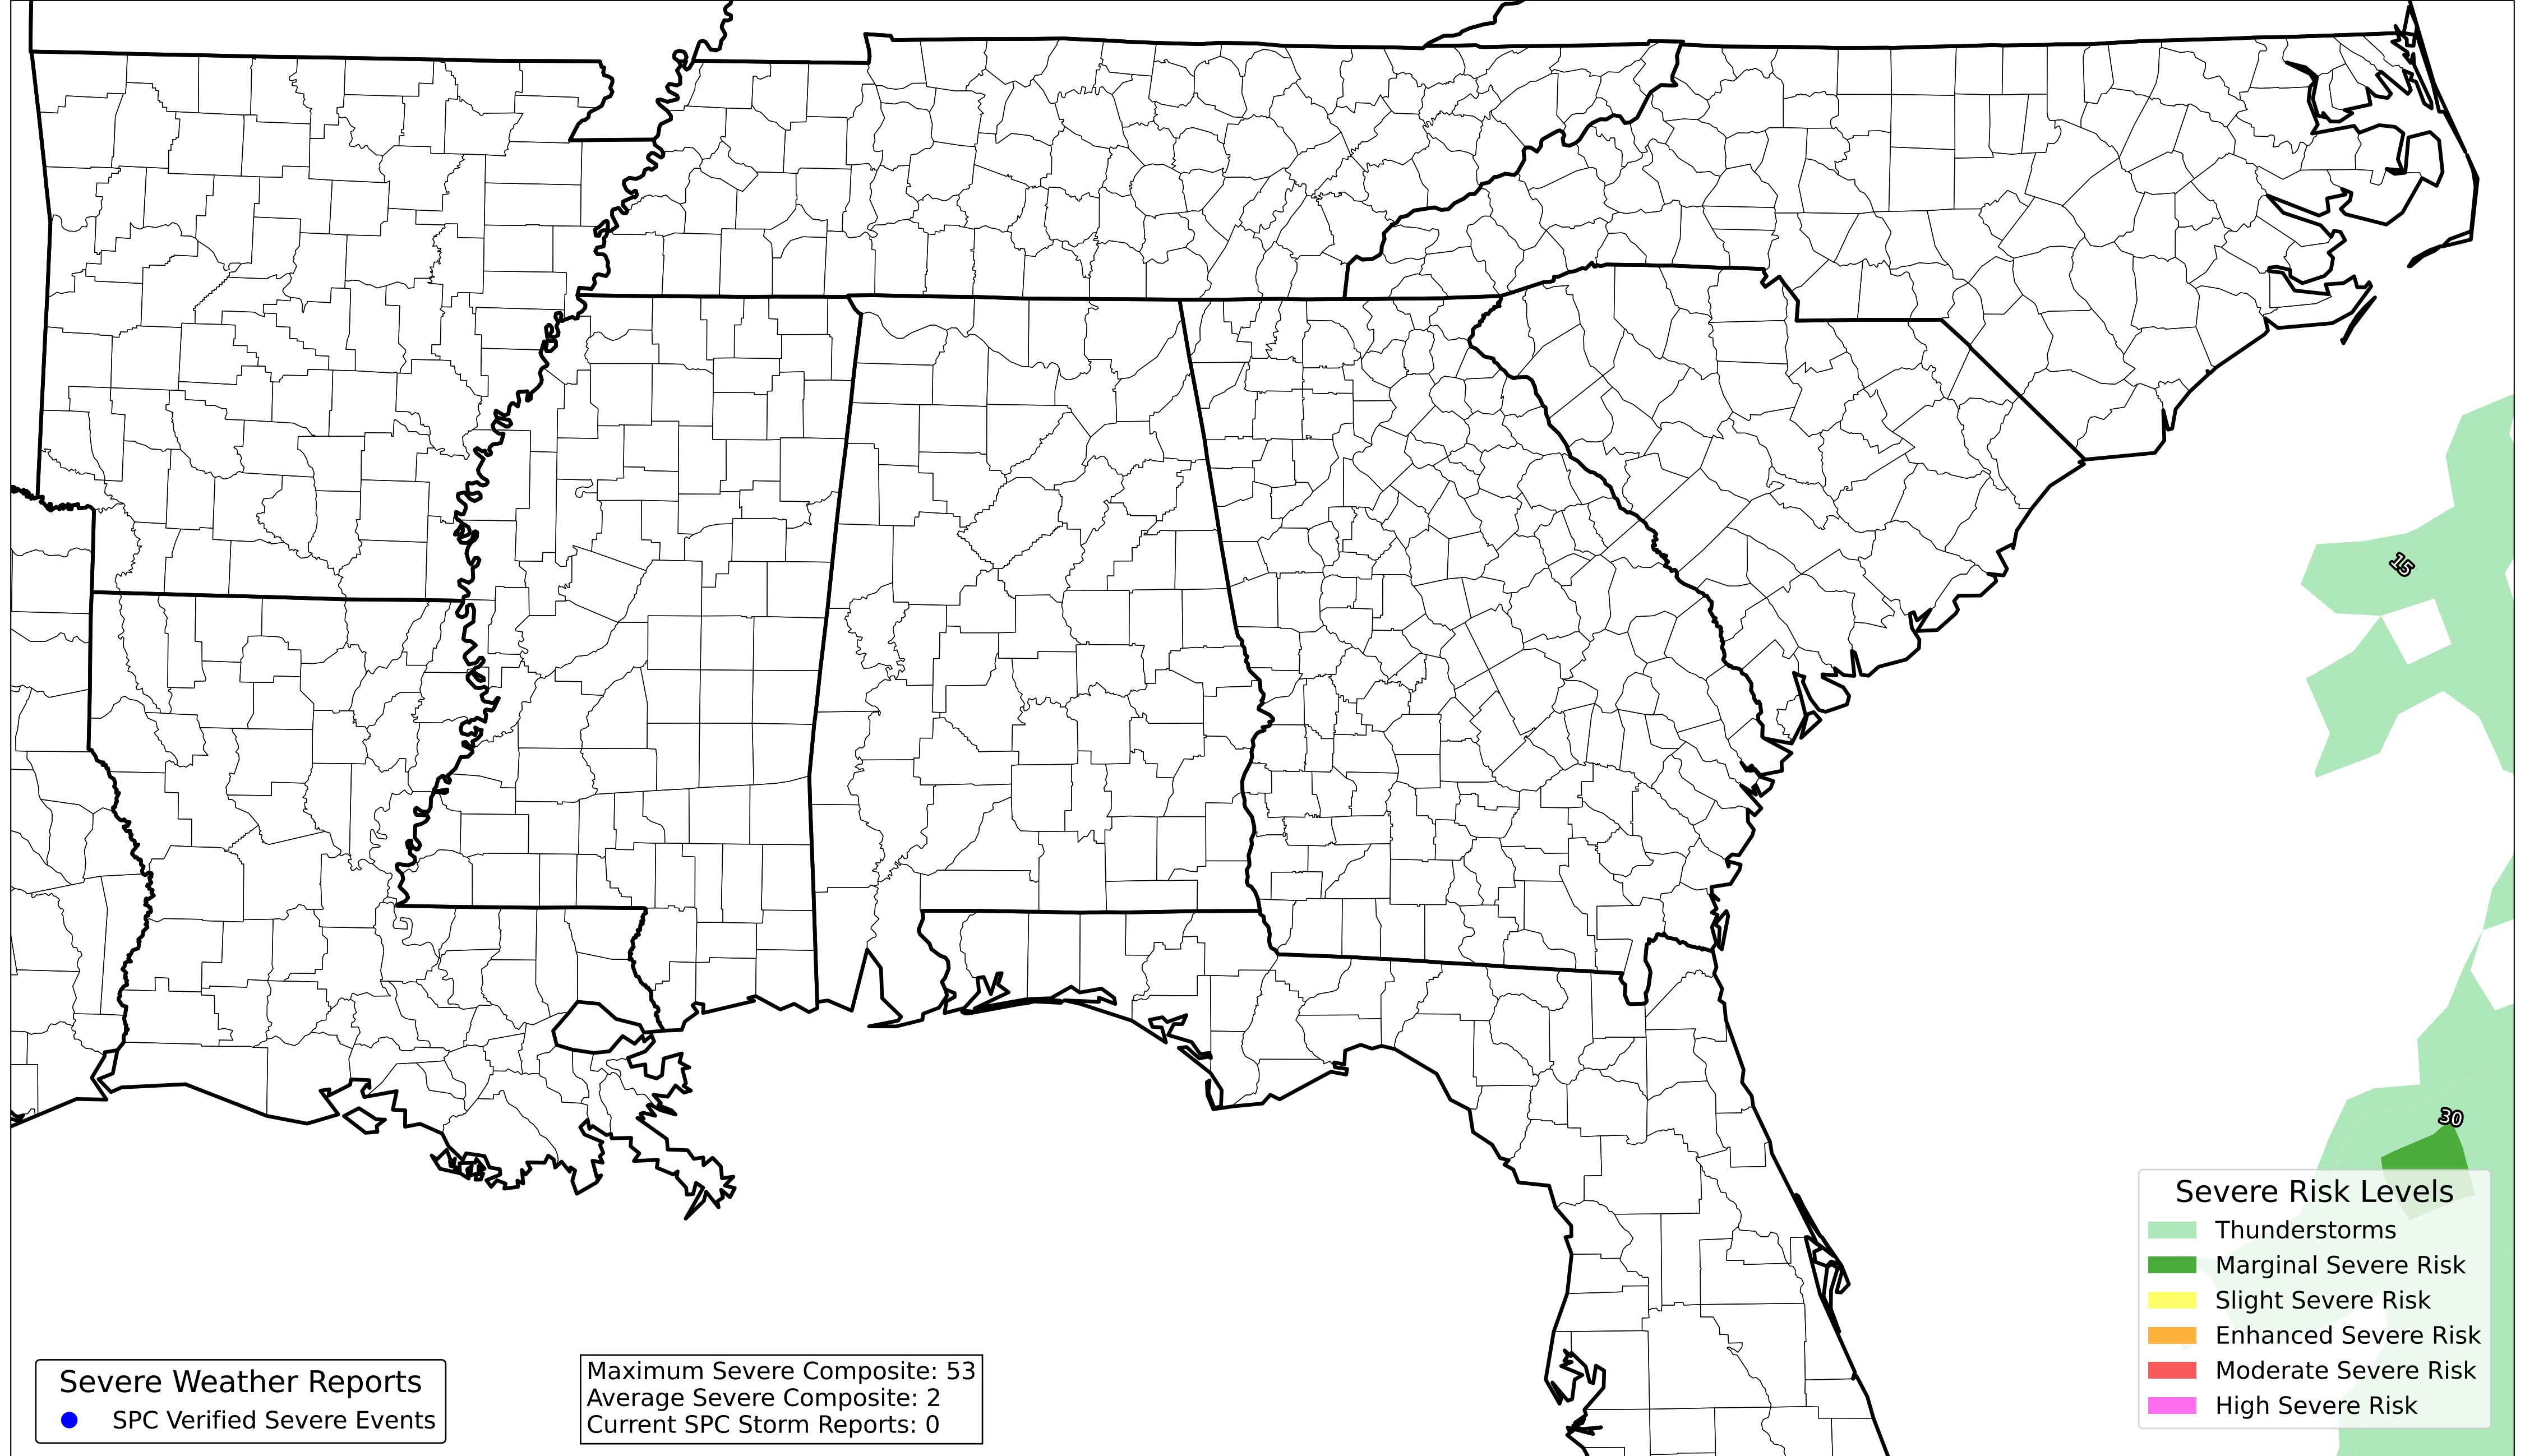 15
30
Severe Risk Levels
Thunderstorms
Marginal Severe Risk
Slight Severe Risk
Enhanced Severe Risk
Moderate Severe Risk
High Severe Risk
Severe Weather Reports
SPC Verified Severe Events
Maximum Severe Composite: 53
Average Severe Composite: 2
Current SPC Storm Reports: 0